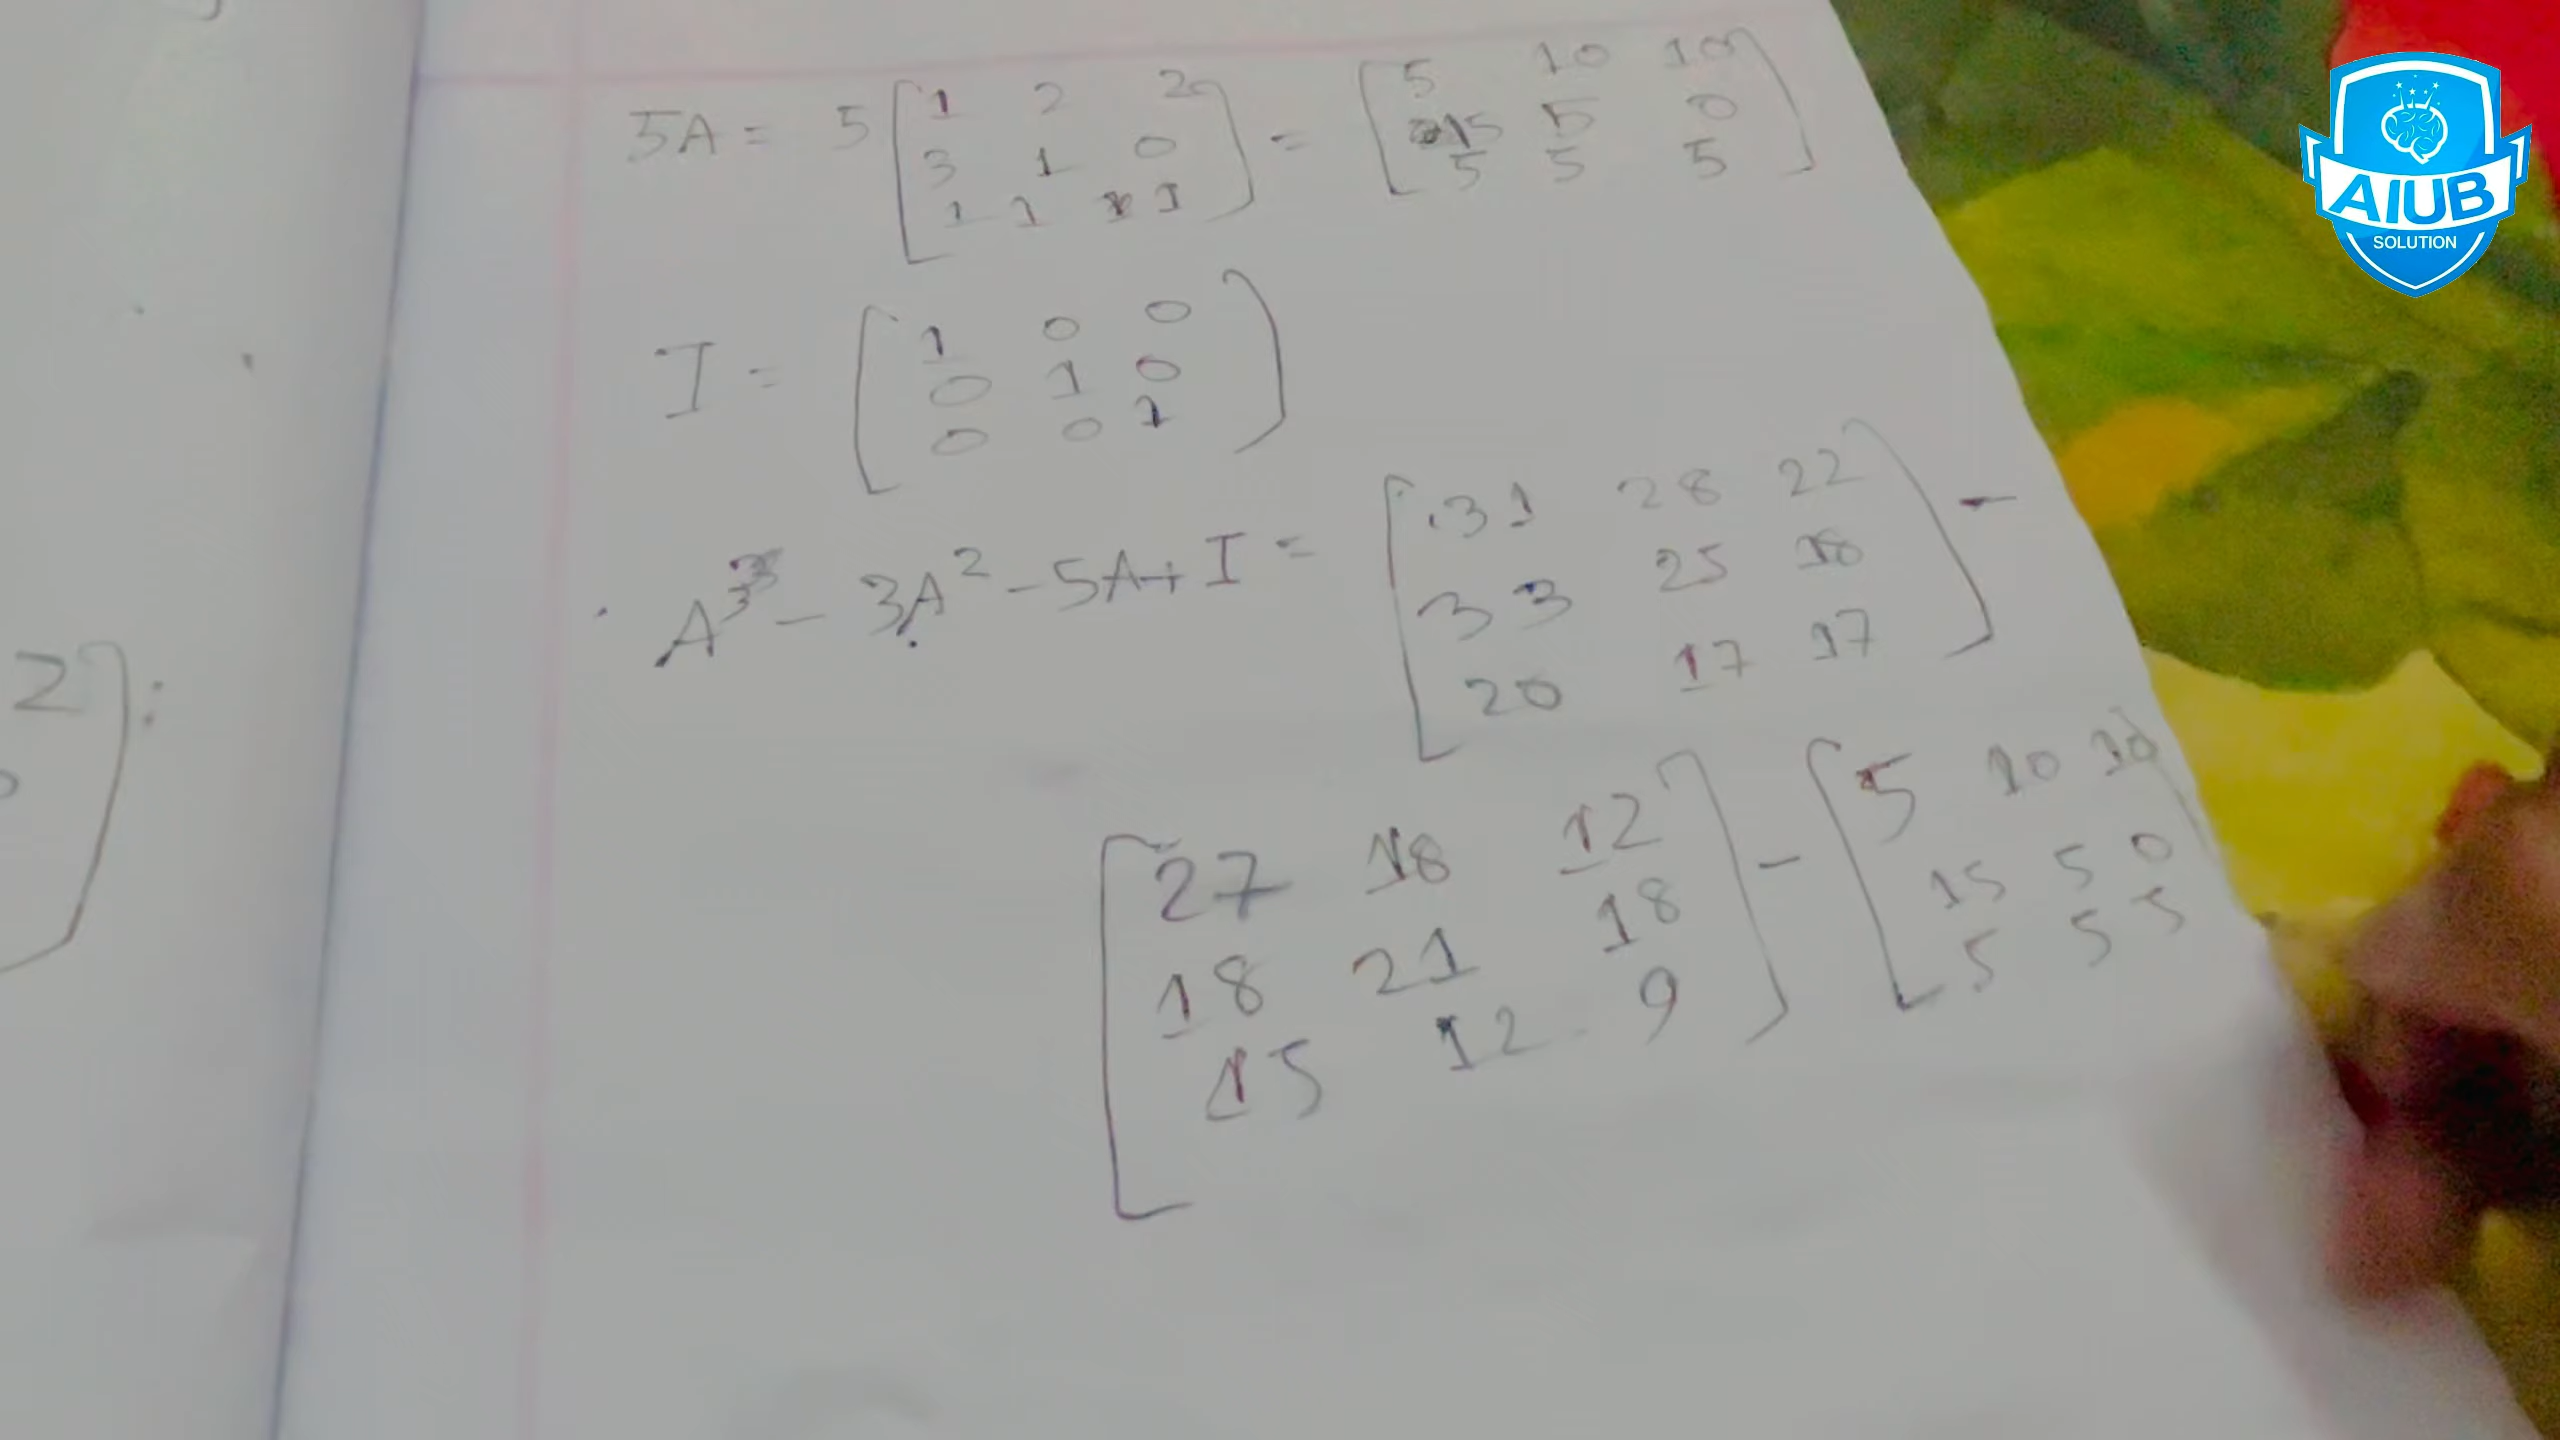 5A = 5 [1 2 2 = [5 10 10
3 1 0 15 5 0
1 1 1] 5 5 5]
I = [1 0 0
0 1 0
0 0 1]
A³ - 3A² - 5A + I = [31 28 22 -
33 25 18
20 17 17]
[27 18 12 - [5 10 10
18 21 18 15 5 0
15 12 9] 5 5 5
2] :
AIUB
SOLUTION